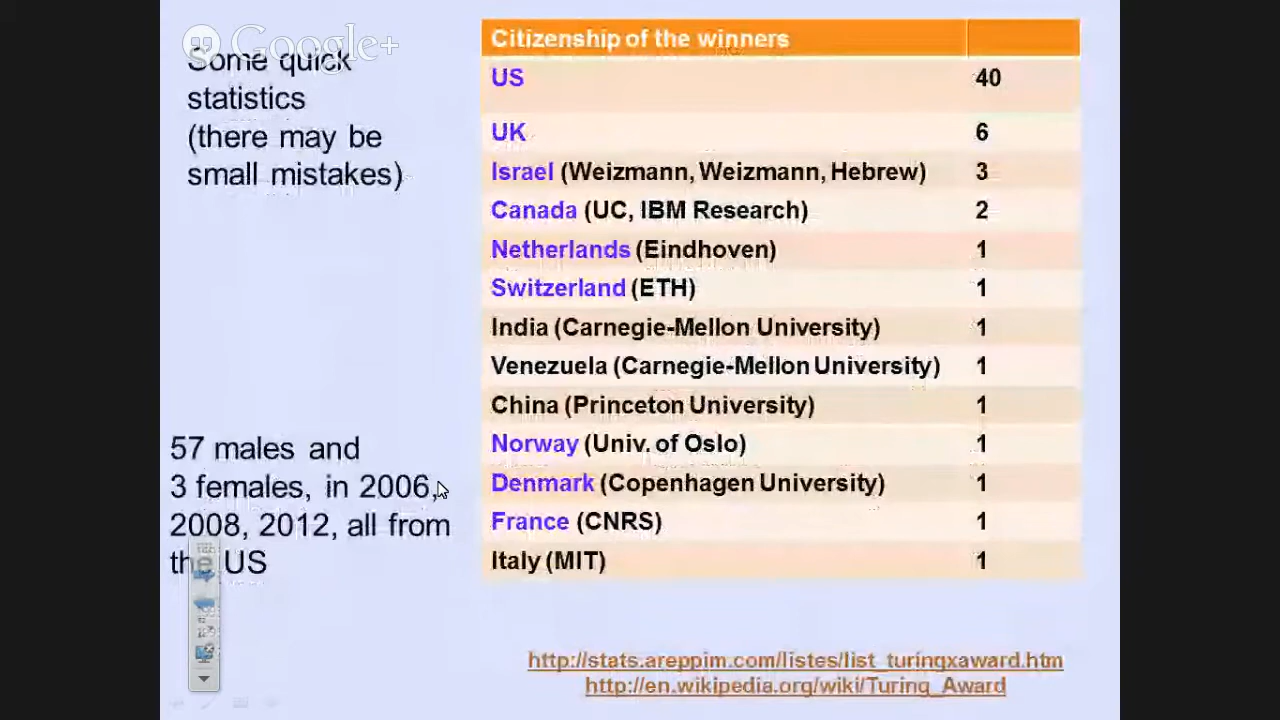 Google+
Some quick
statistics
(there may be
small mistakes)
Citizenship of the winners
US 40
UK 6
Israel (Weizmann, Weizmann, Hebrew) 3
Canada (UC, IBM Research) 2
Netherlands (Eindhoven) 1
Switzerland (ETH) 1
India (Carnegie-Mellon University) 1
Venezuela (Carnegie-Mellon University) 1
China (Princeton University) 1
Norway (Univ. of Oslo) 1
Denmark (Copenhagen University) 1
France (CNRS) 1
Italy (MIT) 1
57 males and
3 females, in 2006,
2008, 2012, all from
the US
http://stats.areppim.com/listes/list_turingxaward.htm
http://en.wikipedia.org/wiki/Turing_Award